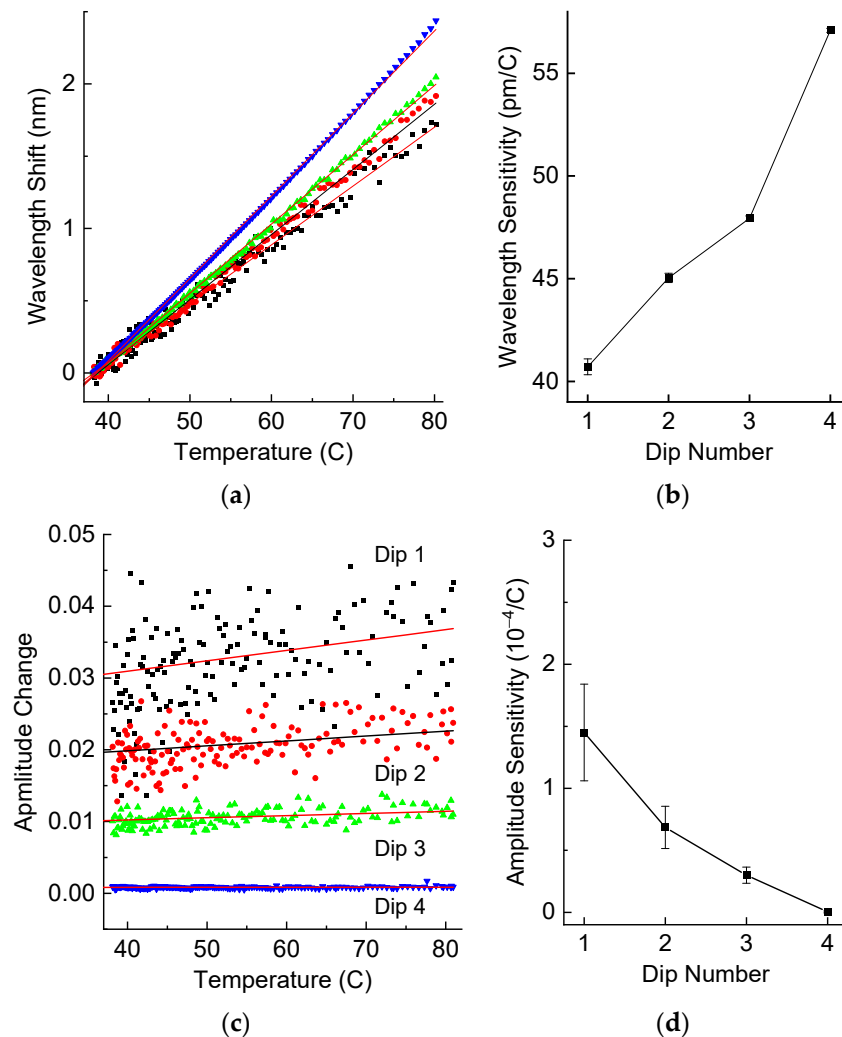 2
1
0
40 50 60 70 80
Wavelength Shift (nm)
Temperature (C)
(a)
55
50
45
40
1 2 3 4
Wavelength Sensitivity (pm/C)
Dip Number
(b)
0.05
0.04
0.03
0.02
0.01
0.00
Dip 1
Dip 2
Dip 3
Dip 4
40 50 60 70 80
Apmlitude Change
Temperature (C)
(c)
3
2
1
0
1 2 3 4
Amplitude Sensitivity (10⁻⁴/C)
Dip Number
(d)